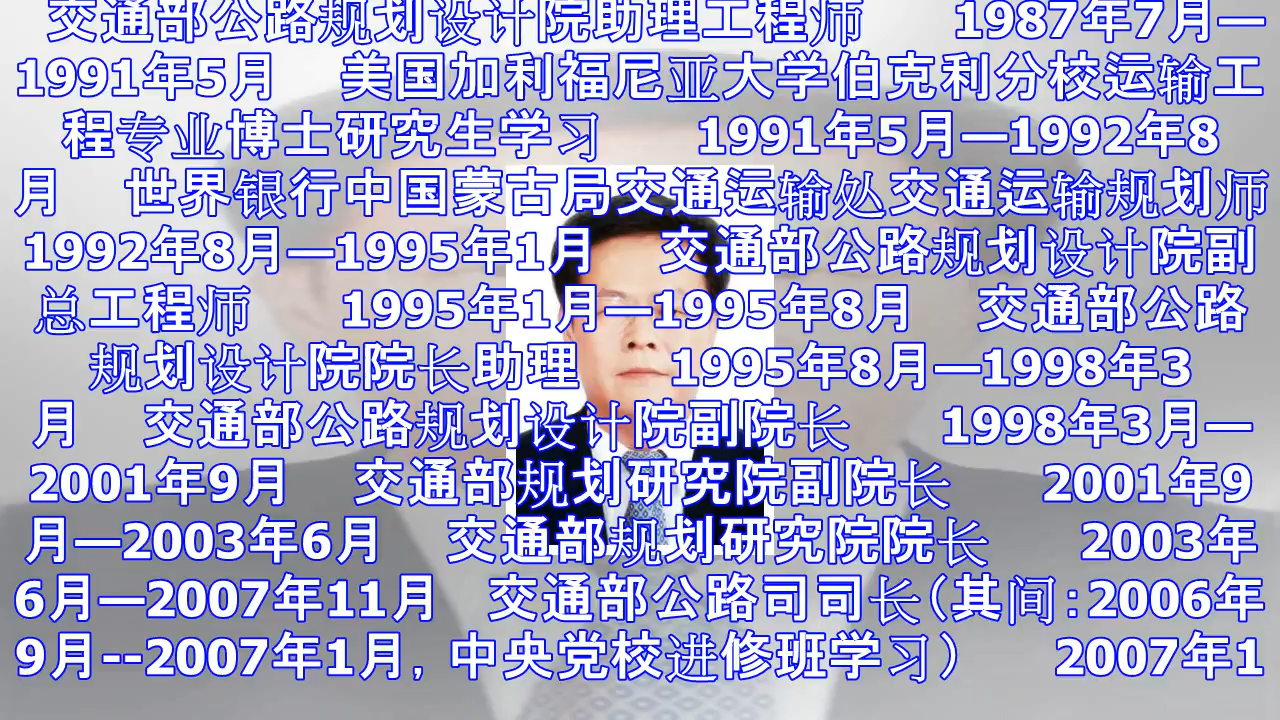 交通部公路规划设计院助理工程师 1987年7月—
1991年5月 美国加利福尼亚大学伯克利分校运输工
程专业博士研究生学习 1991年5月—1992年8
月 世界银行中国蒙古局交通运输处交通运输规划师
1992年8月—1995年1月 交通部公路规划设计院副
总工程师 1995年1月—1995年8月 交通部公路
规划设计院院长助理 1995年8月—1998年3
月 交通部公路规划设计院副院长 1998年3月—
2001年9月 交通部规划研究院副院长 2001年9
月—2003年6月 交通部规划研究院院长 2003年
6月—2007年11月 交通部公路司司长(其间:2006年
9月--2007年1月,中央党校进修班学习) 2007年1